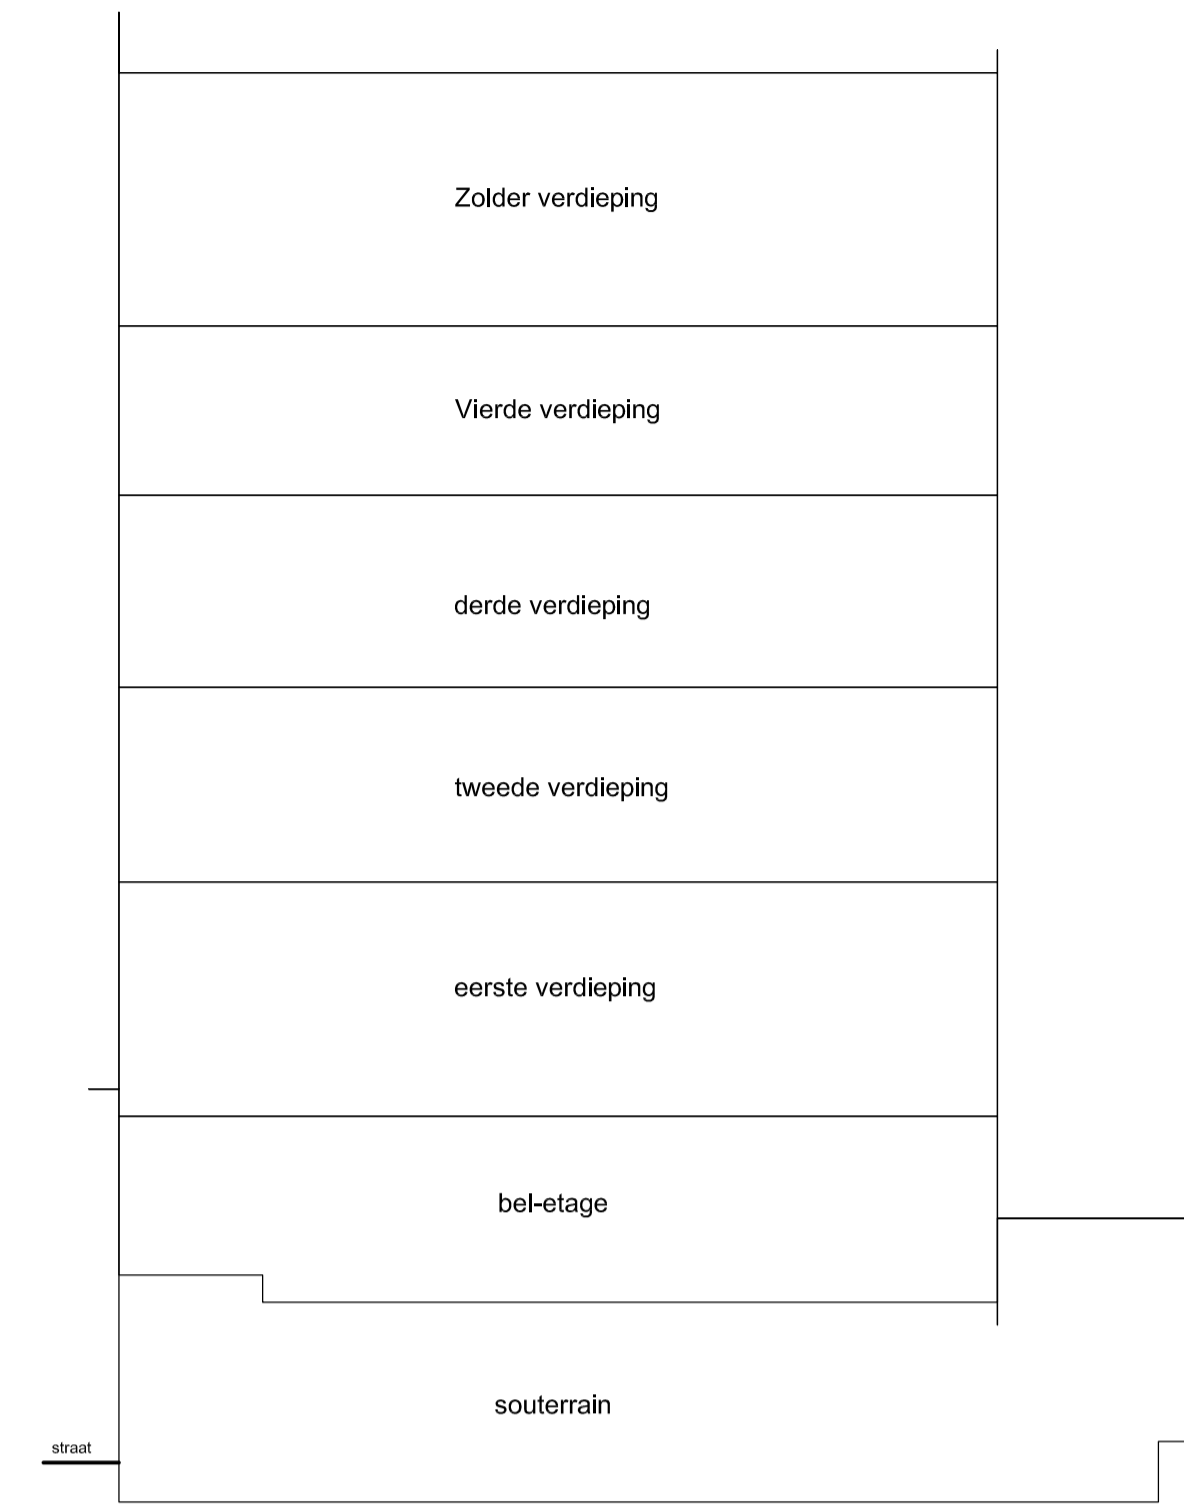 Zolder verdieping
Vierde verdieping
derde verdieping
tweede verdieping
eerste verdieping
bel-etage
souterrain
straat